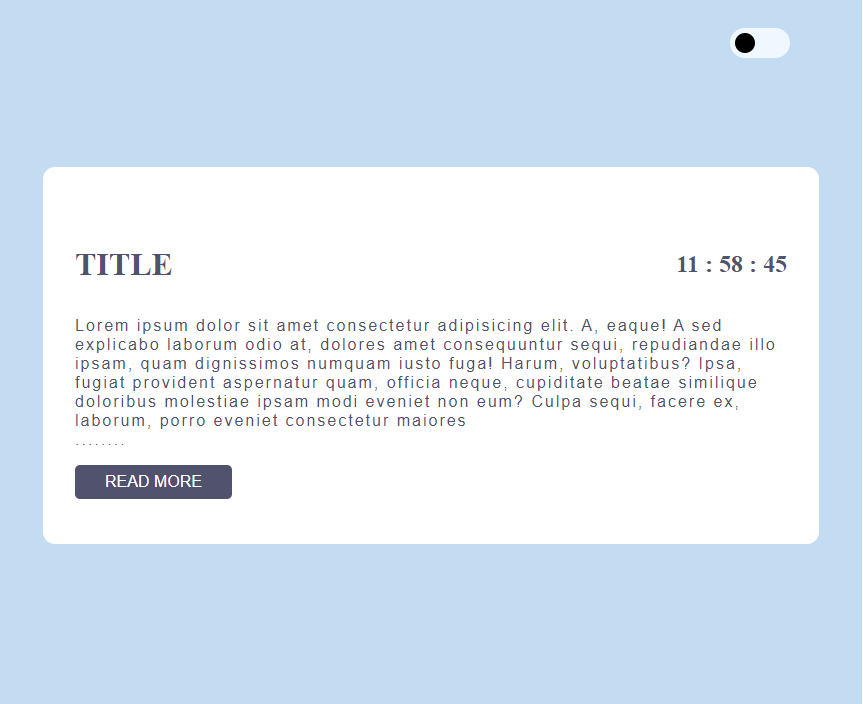 TITLE
11 : 58 : 45
Lorem ipsum dolor sit amet consectetur adipisicing elit. A, eaque! A sed
explicabo laborum odio at, dolores amet consequuntur sequi, repudiandae illo
ipsam, quam dignissimos numquam iusto fuga! Harum, voluptatibus? Ipsa,
fugiat provident aspernatur quam, officia neque, cupiditate beatae similique
doloribus molestiae ipsam modi eveniet non eum? Culpa sequi, facere ex,
laborum, porro eveniet consectetur maiores
........
READ MORE